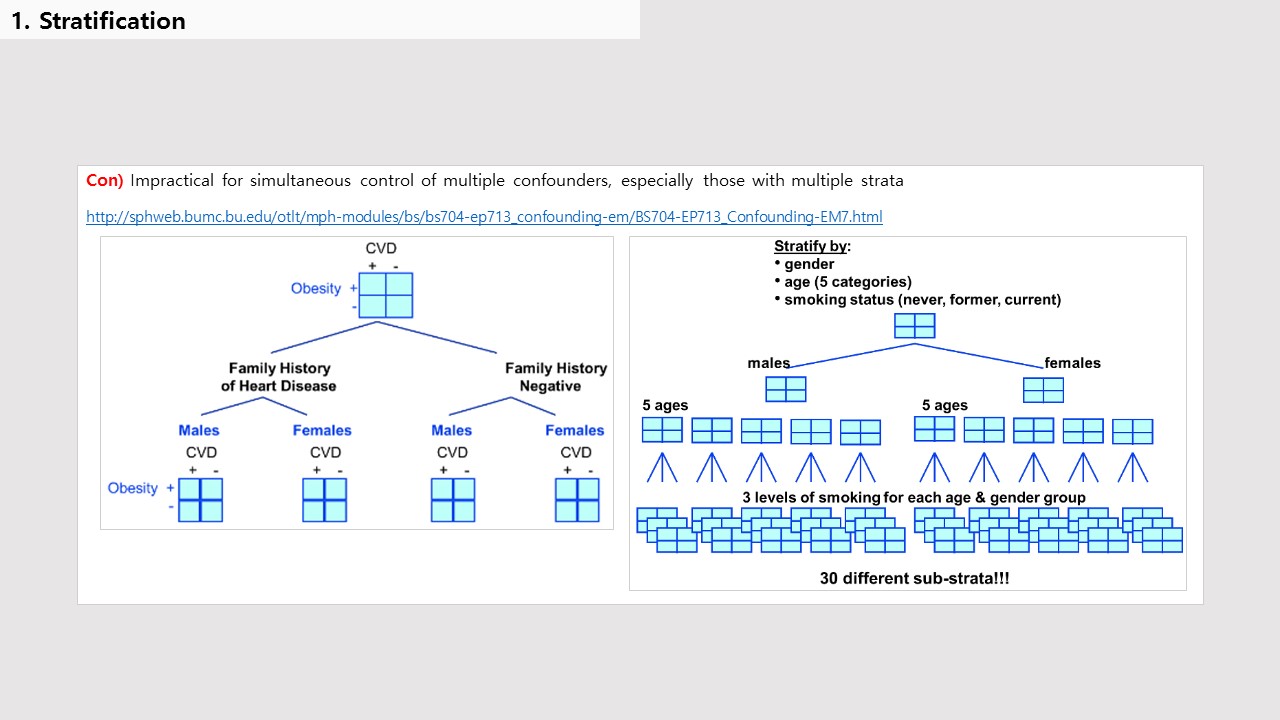 1. Stratification
Con) Impractical for simultaneous control of multiple confounders, especially those with multiple strata
http://sphweb.bumc.bu.edu/otlt/mph-modules/bs/bs704-ep713_confounding-em/BS704-EP713_Confounding-EM7.html
CVD
+ -
Obesity +
-
Family History
of Heart Disease
Family History
Negative
Males Females Males Females
CVD CVD CVD CVD
+ - + - + - + -
Obesity +
-
Stratify by:
• gender
• age (5 categories)
• smoking status (never, former, current)
males females
5 ages 5 ages
3 levels of smoking for each age & gender group
30 different sub-strata!!!